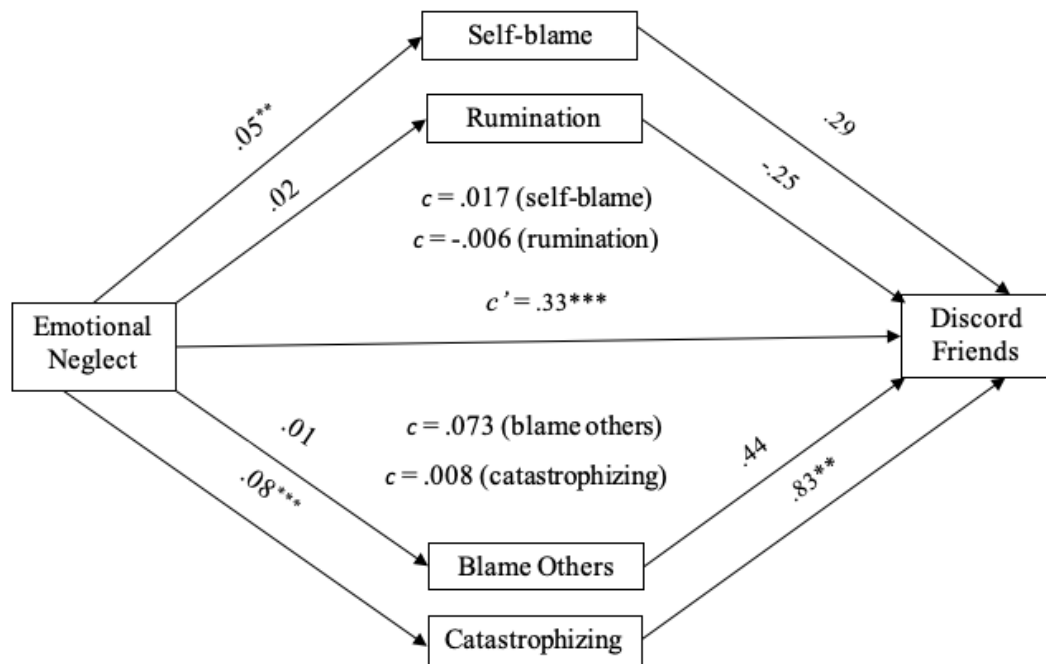 Self-blame
.05**
.29
Rumination
.02
-.25
c = .017 (self-blame)
c = -.006 (rumination)
c’ = .33***
Emotional
Neglect
Discord
Friends
.01
c = .073 (blame others)
.44
.08***
c = .008 (catastrophizing)
.83**
Blame Others
Catastrophizing